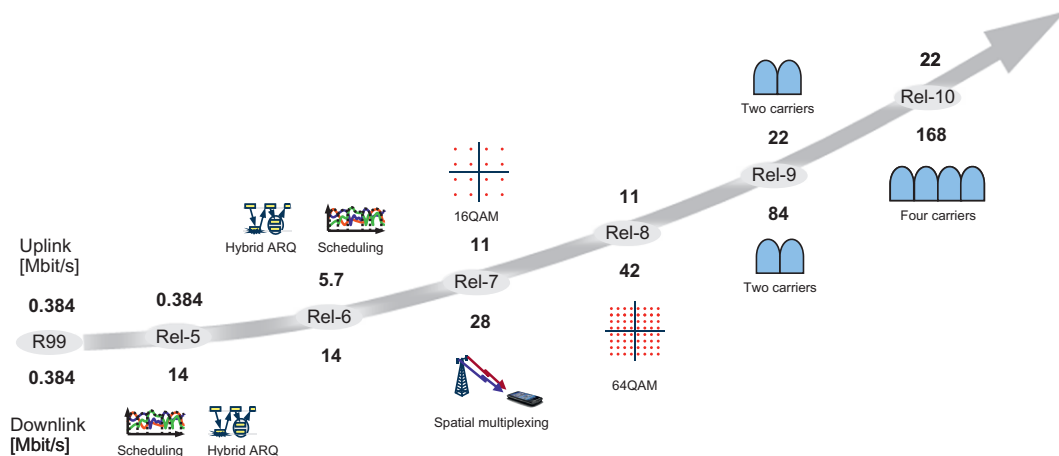 22
Rel-10
168
Four carriers
Two carriers
22
Rel-9
84
Two carriers
11
Rel-8
42
64QAM
16QAM
11
Rel-7
28
Spatial multiplexing
Hybrid ARQ
Scheduling
5.7
Rel-6
14
Uplink
[Mbit/s]
0.384
R99
0.384
Downlink
[Mbit/s]
0.384
Rel-5
14
Scheduling
Hybrid ARQ